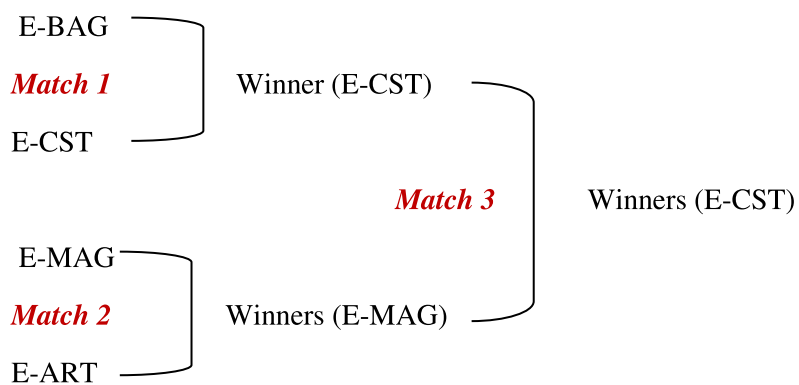 E-BAG
Match 1
Winner (E-CST)
E-CST
Match 3
Winners (E-CST)
E-MAG
Match 2
Winners (E-MAG)
E-ART